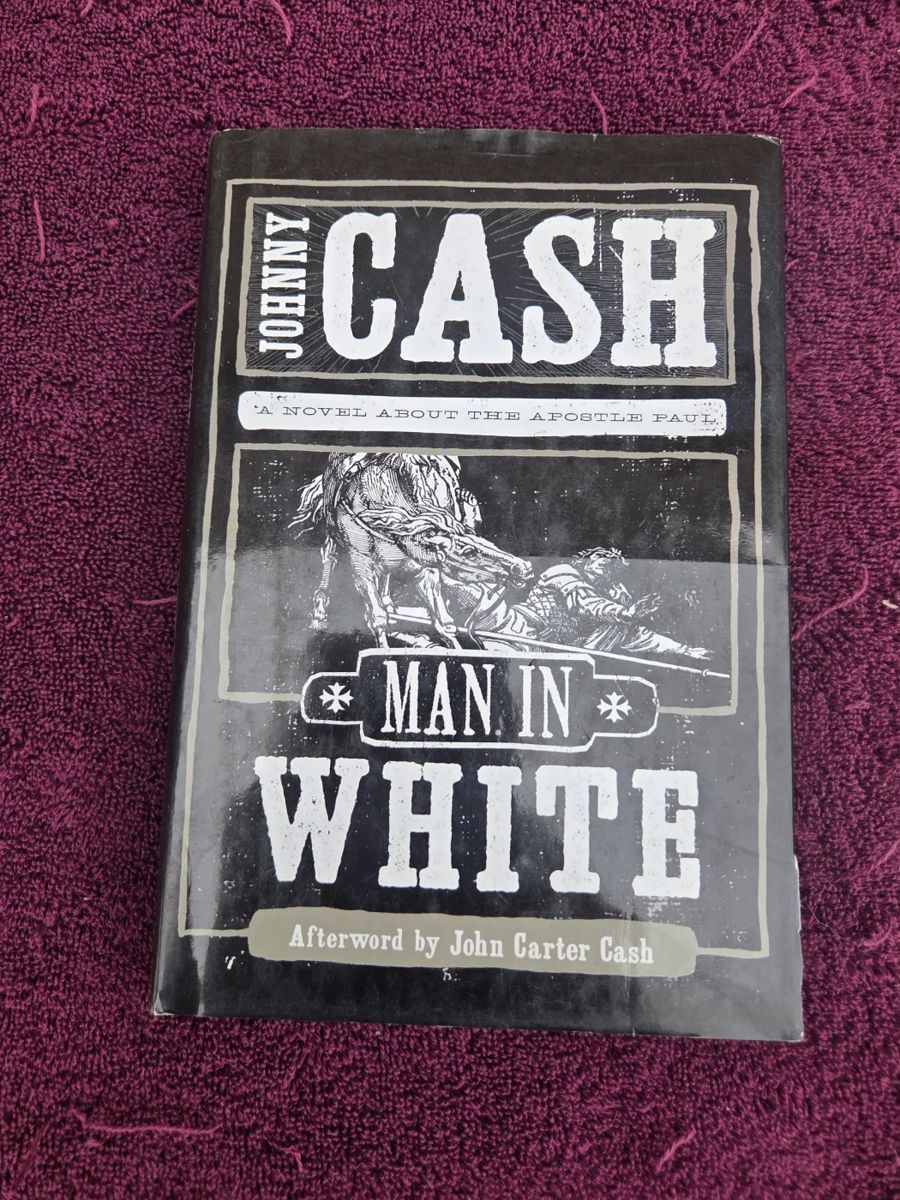 JOHNNY
CASH
A NOVEL ABOUT THE APOSTLE PAUL
MAN IN
WHITE
Afterword by John Carter Cash